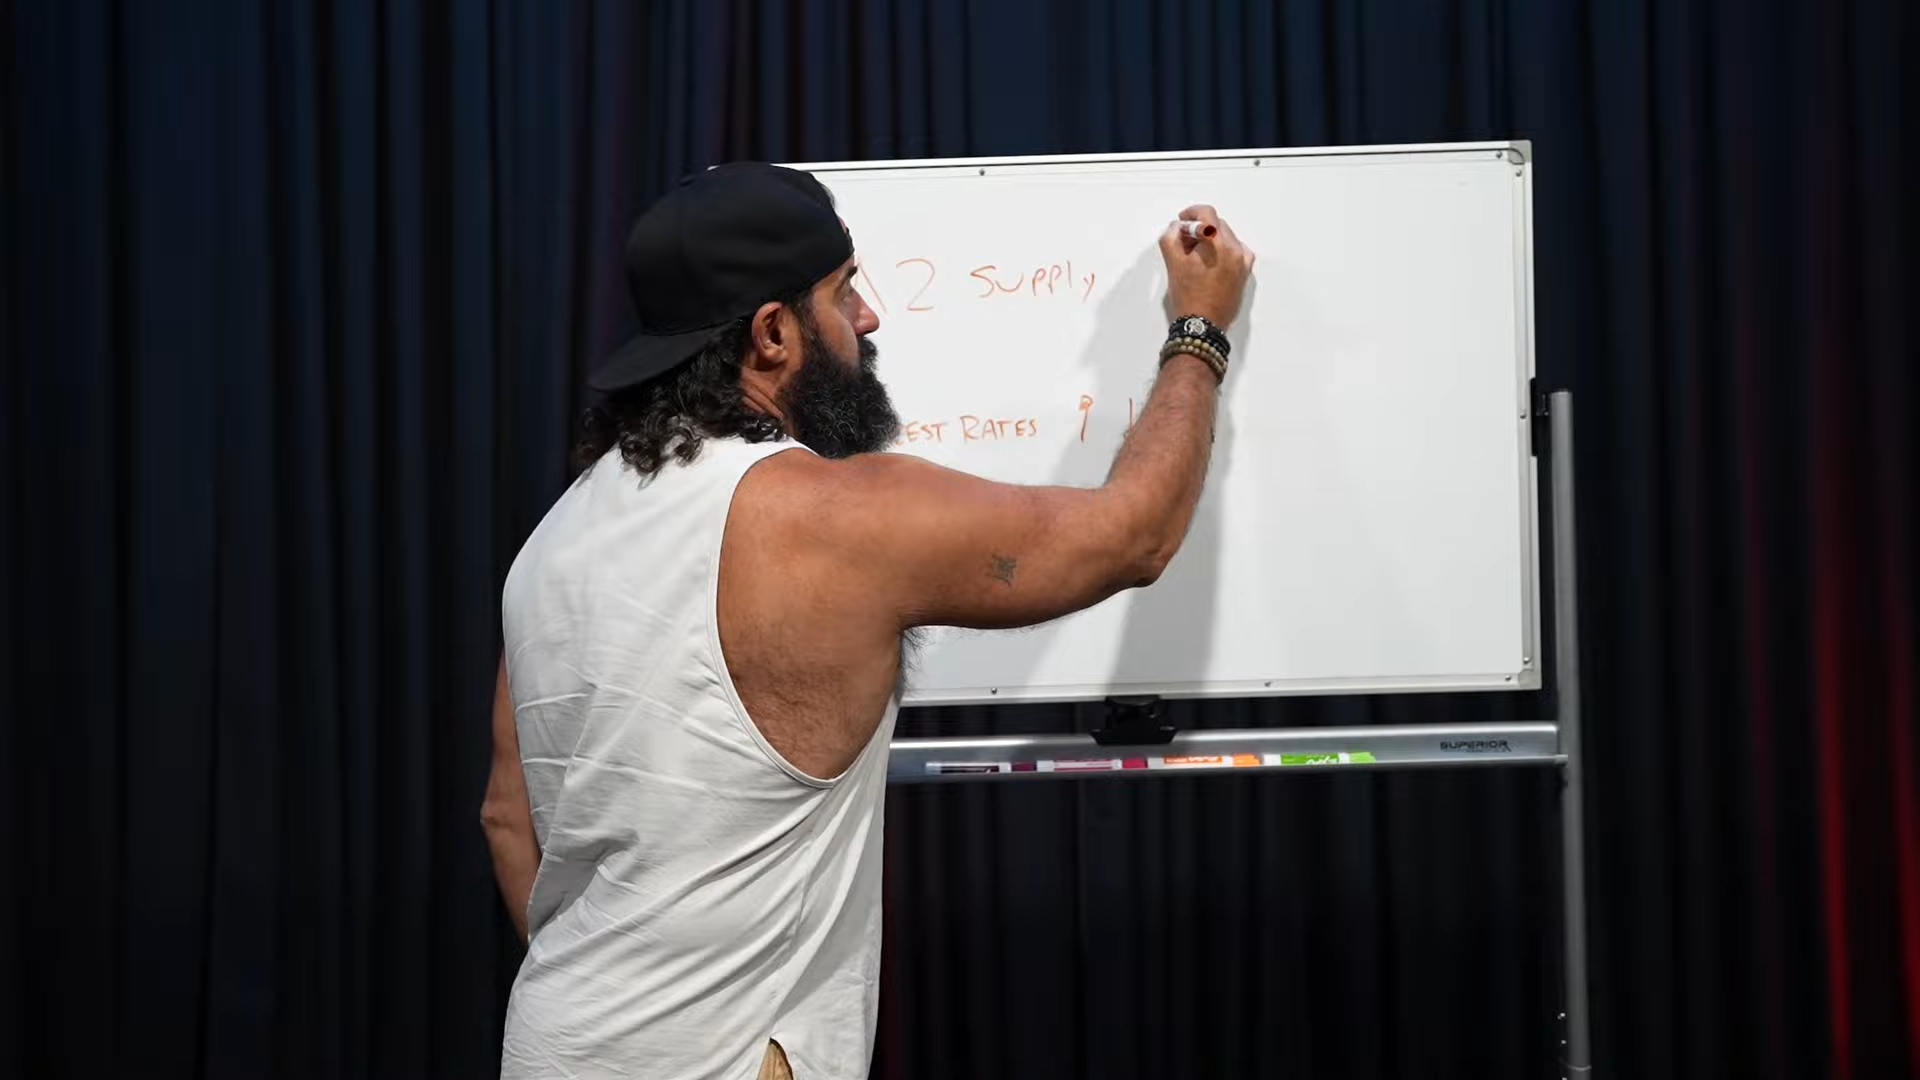 2 Supply
EST RATES ↑
SUPERIOR